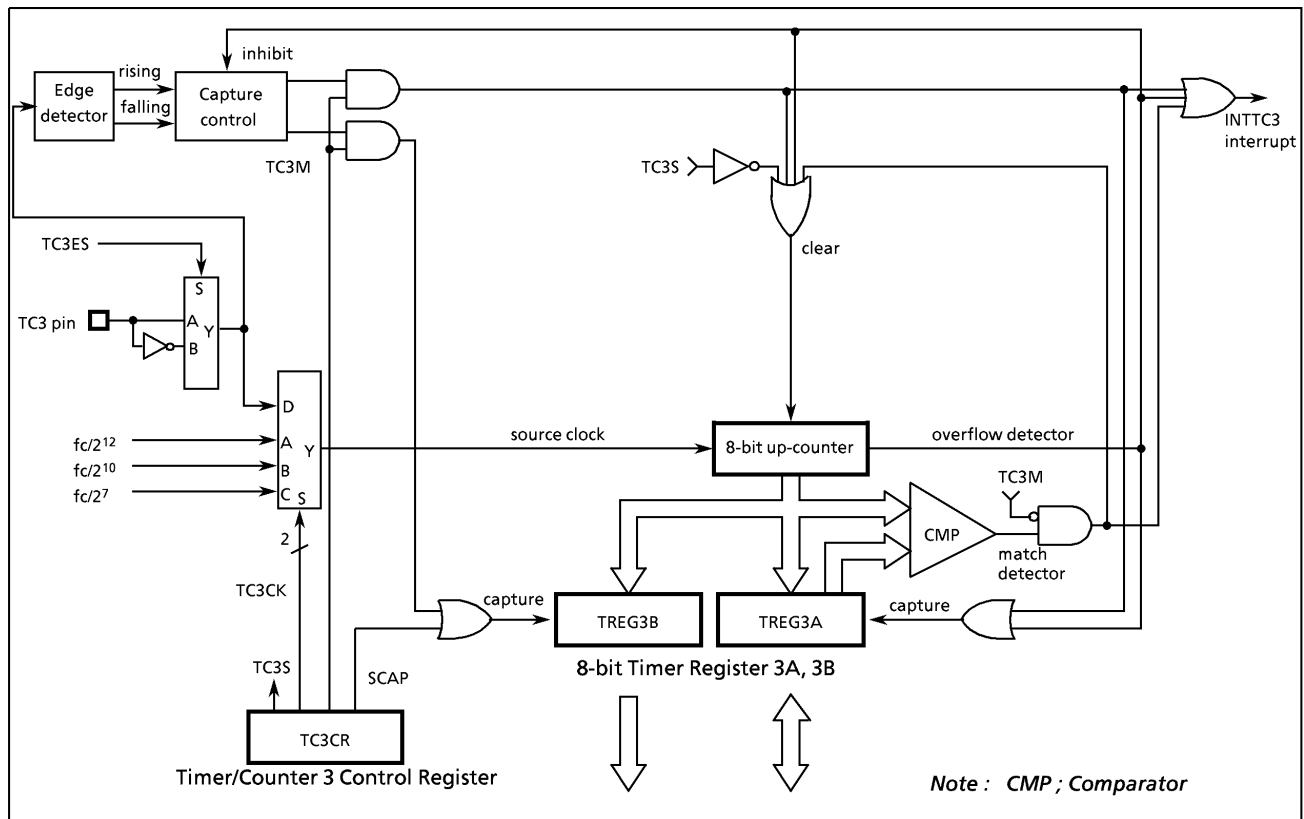 inhibit
rising
falling
Edge
detector
Capture
control
TC3M
INTTC3
interrupt
TC3S
clear
TC3ES
S
A
Y
B
TC3 pin
D
A
Y
B
C
S
fc/2¹²
fc/2¹⁰
fc/2⁷
source clock
8-bit up-counter
overflow detector
TC3M
CMP
match
detector
2
TC3CK
capture
TREG3B
TREG3A
capture
8-bit Timer Register 3A, 3B
TC3S
SCAP
TC3CR
Timer/Counter 3 Control Register
Note : CMP ; Comparator